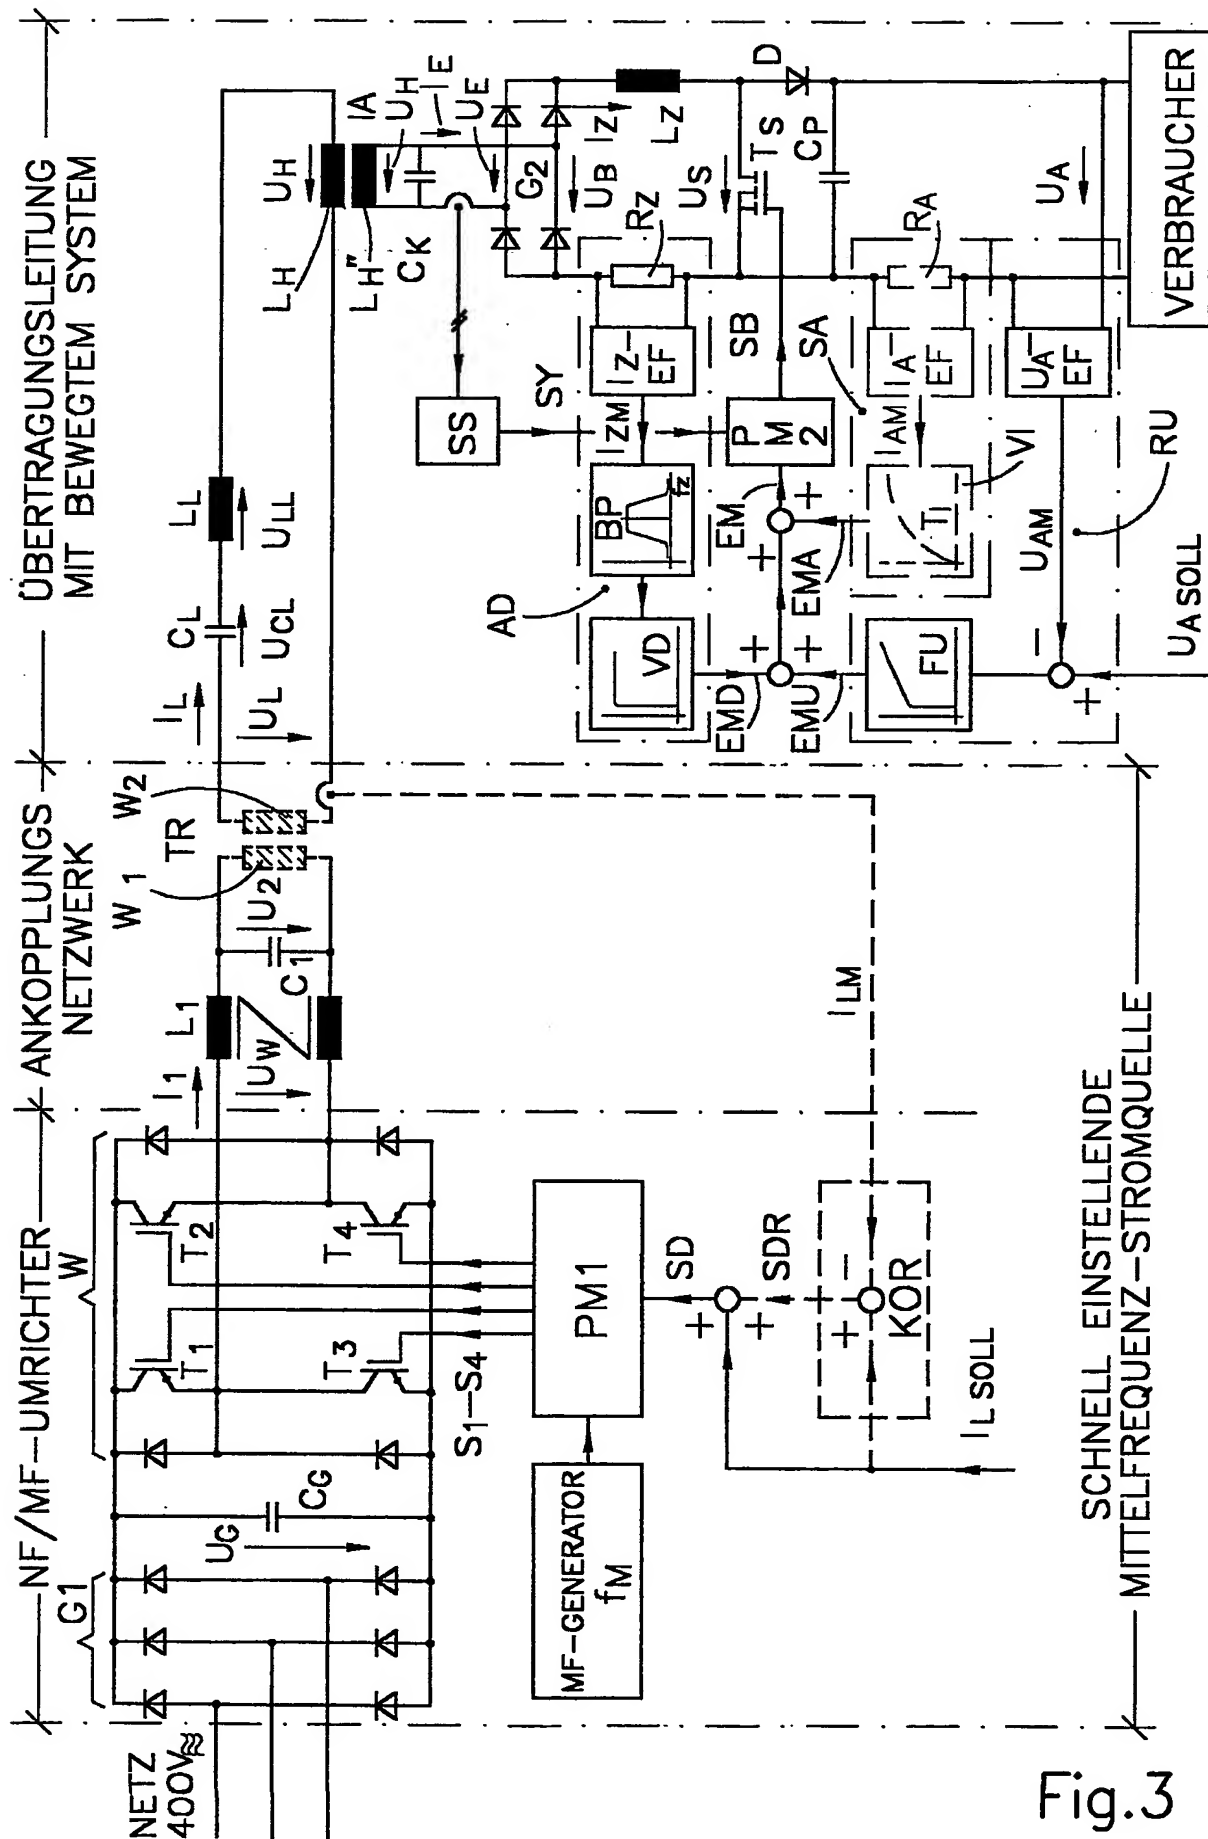 NF/MF-UMRICHTER
ANKOPPLUNGS
NETZWERK
ÜBERTRAGUNGSLEITUNG
MIT BEWEGTEM SYSTEM
NETZ
400V≋
G1
W
UG
CG
T1
T2
T3
T4
S1-S4
I1
L1
UW
C1
U2
W1
TR
W2
IL
UL
CL
UCL
LL
ULL
UH
LH
LH"
IA
UH
IE
UE
CK
G2
UB
IZ
LZ
US
TS
D
CP
RZ
RA
UA
VERBRAUCHER
SS
SY
IZ-
EF
IZM
BP
fZ
AD
VD
EMD
EMU
EM
EMA
+
+
+
+
PM2
SB
SA
IA-
EF
IAM
TI
VI
UA-
EF
UAM
RU
FU
-
+
UA SOLL
MF-GENERATOR
fM
PM1
SD
+
+
SDR
+
-
KOR
ILM
IL SOLL
SCHNELL EINSTELLENDE
MITTELFREQUENZ-STROMQUELLE
Fig.3